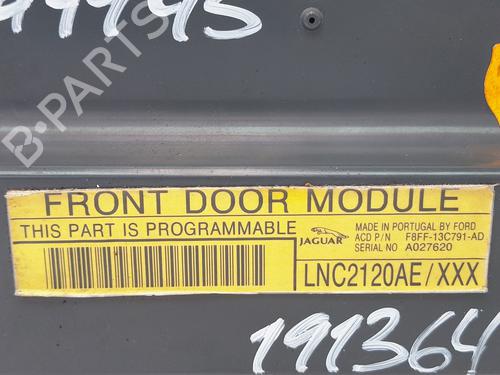 B-PARTS
FRONT DOOR MODULE
THIS PART IS PROGRAMMABLE
JAGUAR
MADE IN PORTUGAL BY FORD
ACD P/N F8FF-13C791-AD
SERIAL NO A027620
LNC2120AE/XXX
191364